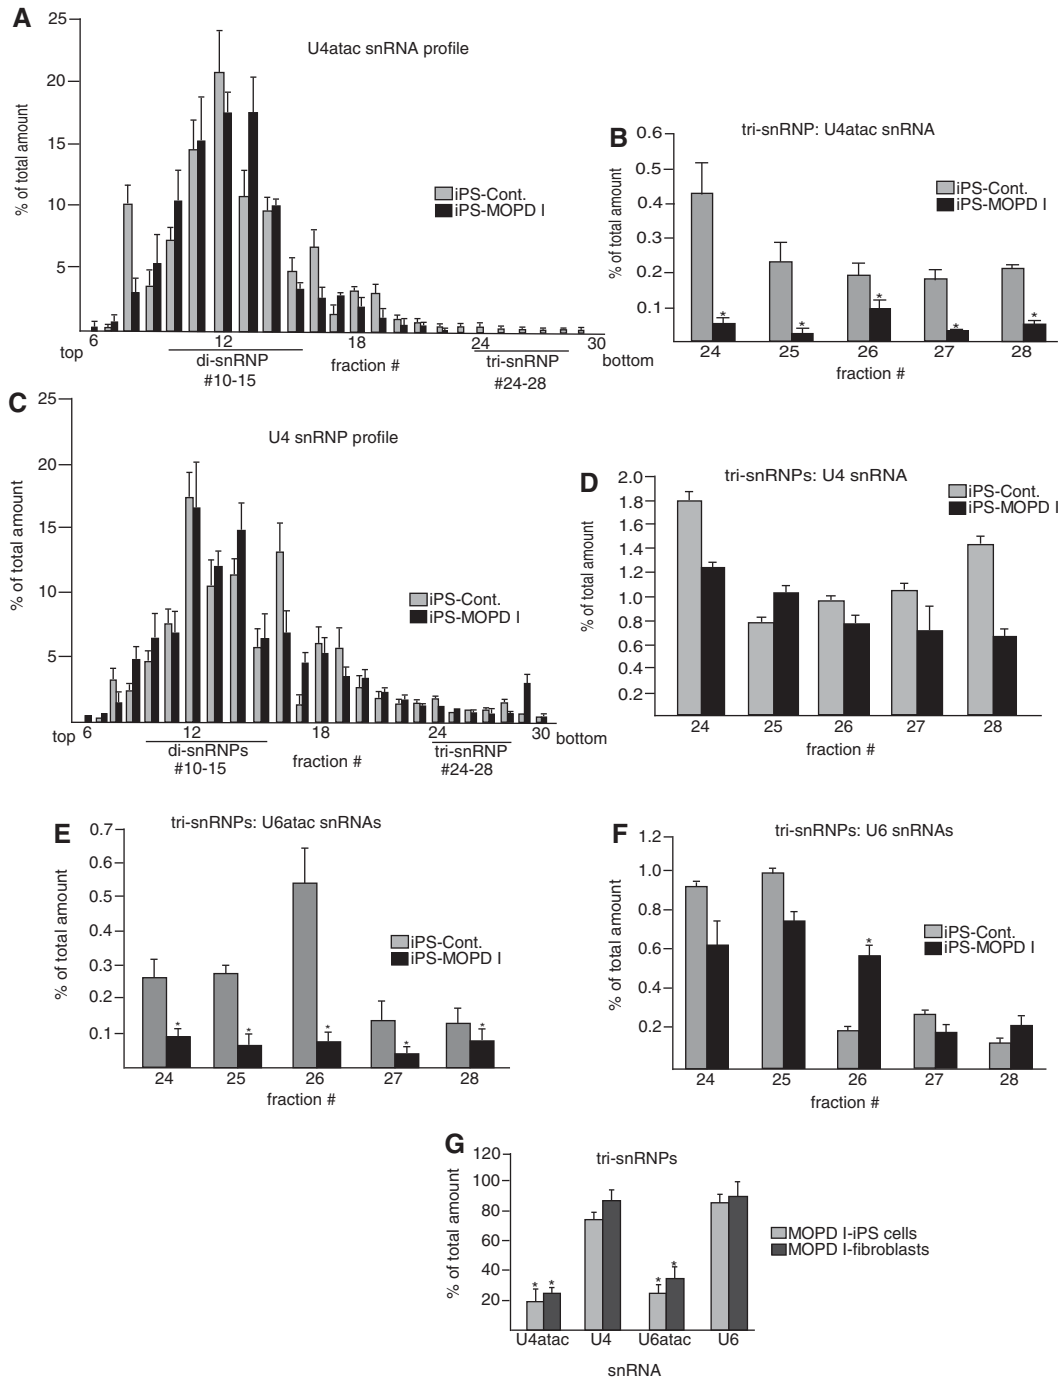 A
25
20
15
10
5
% of total amount
U4atac snRNA profile
iPS-Cont.
iPS-MOPD I
top
6
12
18
24
30
bottom
di-snRNP
#10-15
fraction #
tri-snRNP
#24-28
B
tri-snRNP: U4atac snRNA
0.6
0.5
0.4
0.3
0.2
0.1
% of total amount
iPS-Cont.
iPS-MOPD I
* * * * *
24 25 26 27 28
fraction #
C
25
20
15
10
5
% of total amount
U4 snRNP profile
iPS-Cont.
iPS-MOPD I
top
6
12
18
24
30
bottom
di-snRNPs
#10-15
fraction #
tri-snRNP
#24-28
D
tri-snRNPs: U4 snRNA
2.0
1.8
1.6
1.4
1.2
1.0
0.8
0.6
0.4
0.2
% of total amount
iPS-Cont.
iPS-MOPD I
24 25 26 27 28
fraction #
E
tri-snRNPs: U6atac snRNAs
0.7
0.6
0.5
0.4
0.3
0.2
0.1
% of total amount
iPS-Cont.
iPS-MOPD I
* * * * *
24 25 26 27 28
fraction #
F
tri-snRNPs: U6 snRNAs
1.2
1.0
0.8
0.6
0.4
0.2
% of total amount
iPS-Cont.
iPS-MOPD I
*
24 25 26 27 28
fraction #
G
tri-snRNPs
120
100
80
60
40
20
% of total amount
MOPD I-iPS cells
MOPD I-fibroblasts
* * * *
U4atac U4 U6atac U6
snRNA